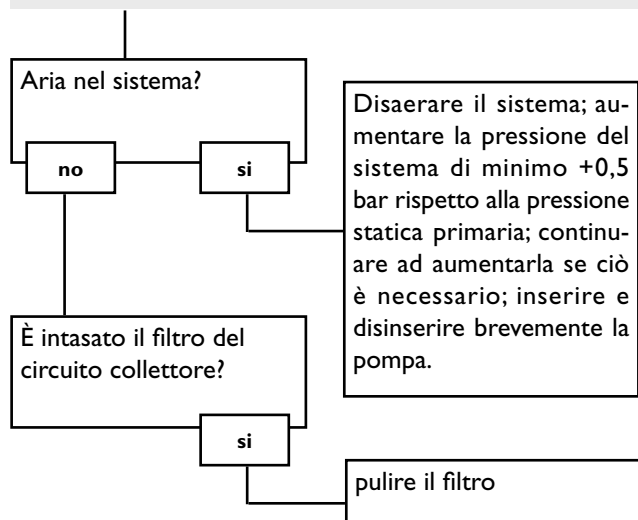 Aria nel sistema?
no
si
Disaerare il sistema; au-
mentare la pressione del
sistema di minimo +0,5
bar rispetto alla pressione
statica primaria; continu-
are ad aumentarla se ciò
è necessario; inserire e
disinserire brevemente la
pompa.
È intasato il filtro del
circuito collettore?
si
pulire il filtro